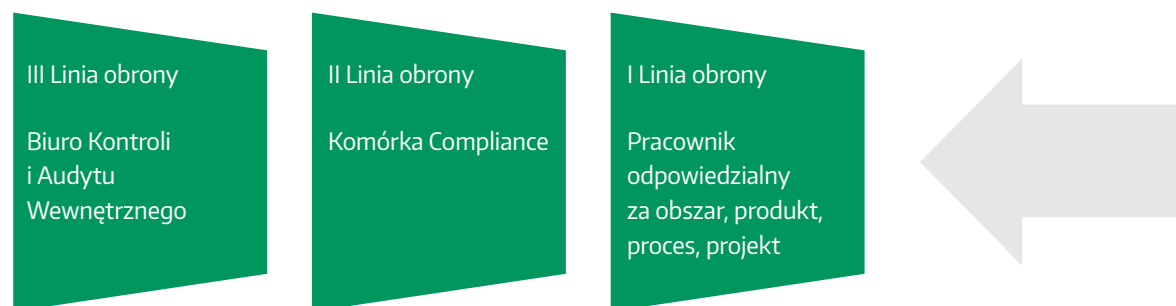 III Linia obrony
Biuro Kontroli
i Audytu
Wewnętrznego
II Linia obrony
Komórka Compliance
I Linia obrony
Pracownik
odpowiedzialny
za obszar, produkt,
proces, projekt